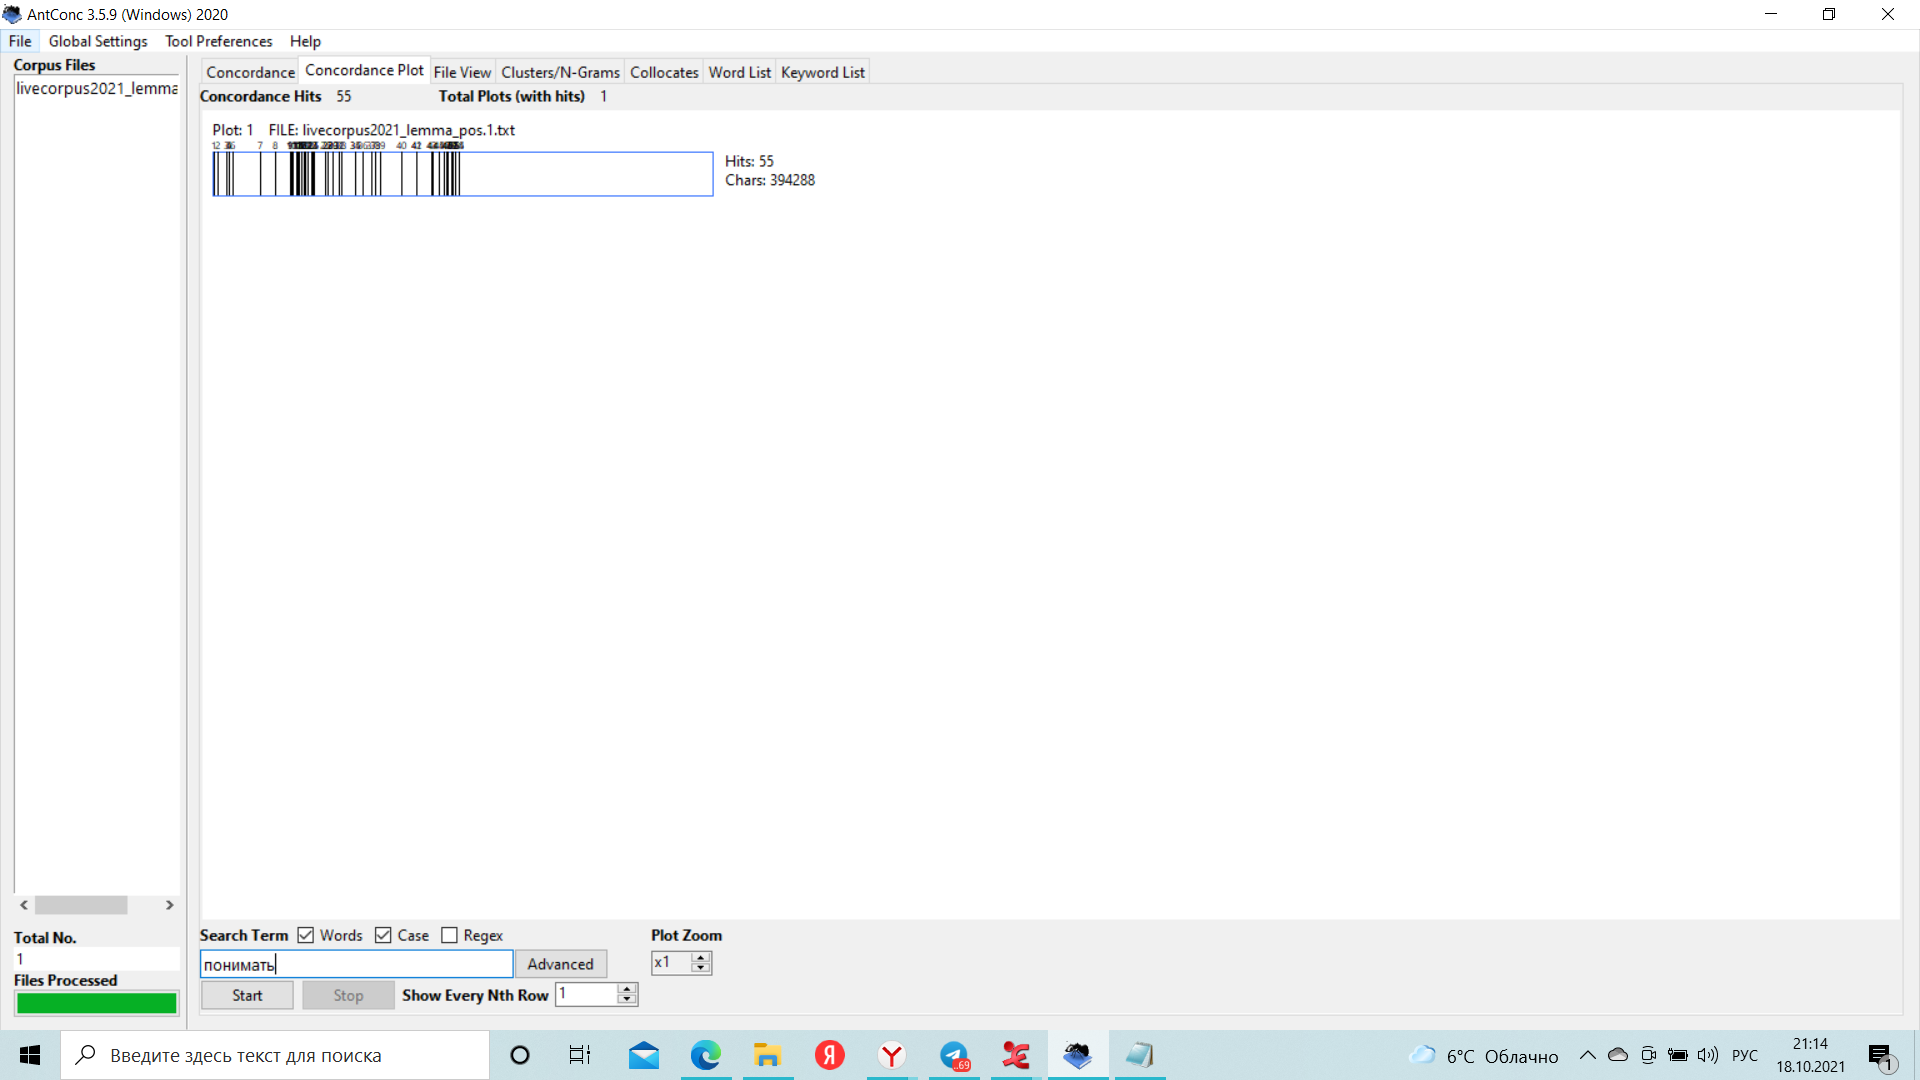 AntConc 3.5.9 (Windows) 2020
File Global Settings Tool Preferences Help
Corpus Files
livecorpus2021_lemma
Concordance Concordance Plot File View Clusters/N-Grams Collocates Word List Keyword List
Concordance Hits 55 Total Plots (with hits) 1
Plot: 1 FILE: livecorpus2021_lemma_pos.1.txt
7 8 40
Hits: 55
Chars: 394288
Total No.
1
Files Processed
Search Term Words Case Regex
понимать Advanced
Start Stop Show Every Nth Row 1
Plot Zoom
x1
Введите здесь текст для поиска
Я
Y
..69
6°C Облачно
РУС
21:14
18.10.2021
1